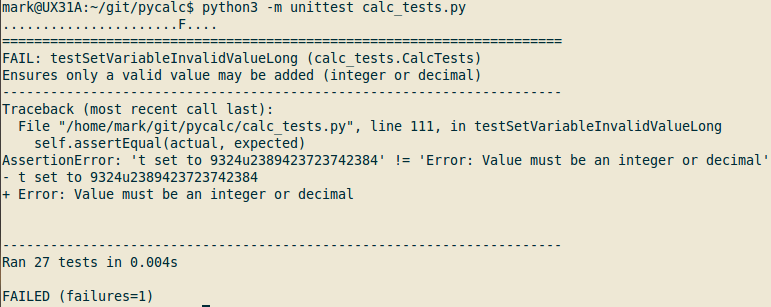 mark@UX31A:~/git/pycalc$ python3 -m unittest calc_tests.py
......................F....
======================================================================
FAIL: testSetVariableInvalidValueLong (calc_tests.CalcTests)
Ensures only a valid value may be added (integer or decimal)
----------------------------------------------------------------------
Traceback (most recent call last):
  File "/home/mark/git/pycalc/calc_tests.py", line 111, in testSetVariableInvalidValueLong
    self.assertEqual(actual, expected)
AssertionError: 't set to 9324u2389423723742384' != 'Error: Value must be an integer or decimal'
- t set to 9324u2389423723742384
+ Error: Value must be an integer or decimal
----------------------------------------------------------------------
Ran 27 tests in 0.004s
FAILED (failures=1)